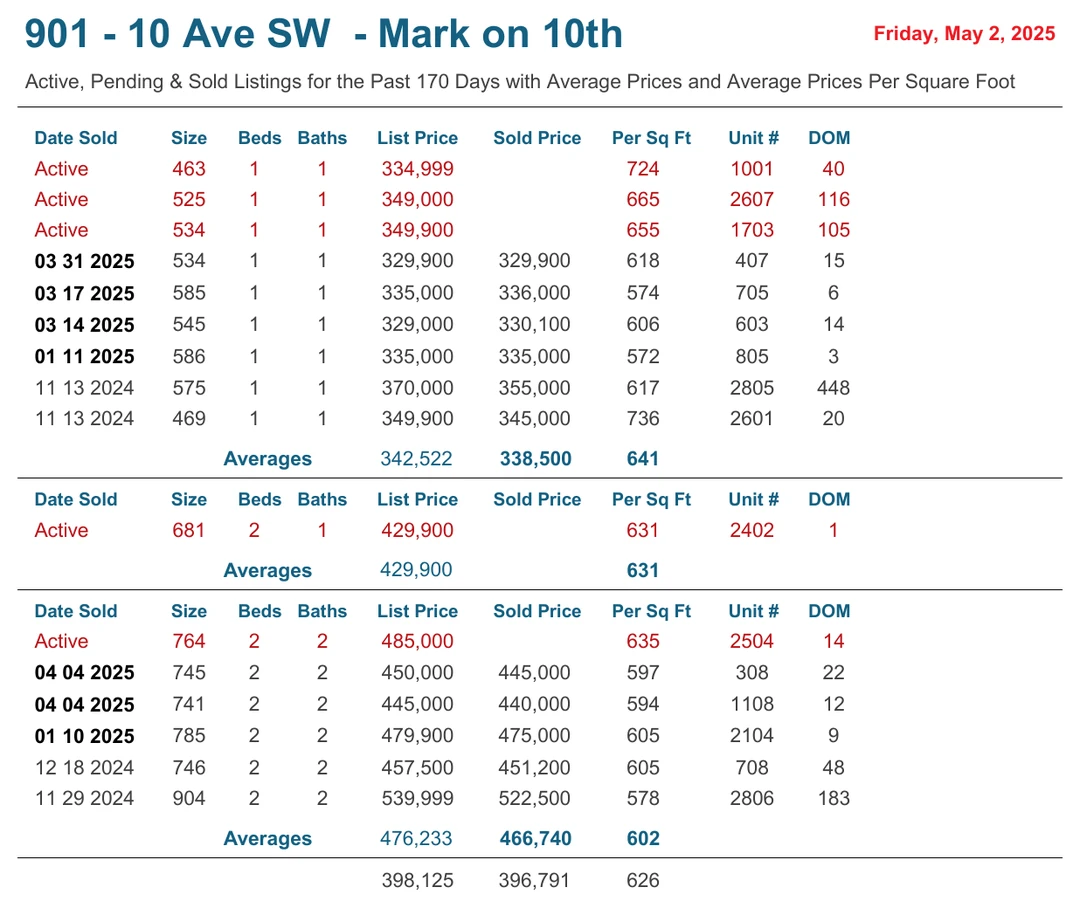 901 - 10 Ave SW - Mark on 10th Friday, May 2, 2025
Active, Pending & Sold Listings for the Past 170 Days with Average Prices and Average Prices Per Square Foot
Date Sold Size Beds Baths List Price Sold Price Per Sq Ft Unit # DOM
Active 463 1 1 334,999 724 1001 40
Active 525 1 1 349,000 665 2607 116
Active 534 1 1 349,900 655 1703 105
03 31 2025 534 1 1 329,900 329,900 618 407 15
03 17 2025 585 1 1 335,000 336,000 574 705 6
03 14 2025 545 1 1 329,000 330,100 606 603 14
01 11 2025 586 1 1 335,000 335,000 572 805 3
11 13 2024 575 1 1 370,000 355,000 617 2805 448
11 13 2024 469 1 1 349,900 345,000 736 2601 20
Averages 342,522 338,500 641
Date Sold Size Beds Baths List Price Sold Price Per Sq Ft Unit # DOM
Active 681 2 1 429,900 631 2402 1
Averages 429,900 631
Date Sold Size Beds Baths List Price Sold Price Per Sq Ft Unit # DOM
Active 764 2 2 485,000 635 2504 14
04 04 2025 745 2 2 450,000 445,000 597 308 22
04 04 2025 741 2 2 445,000 440,000 594 1108 12
01 10 2025 785 2 2 479,900 475,000 605 2104 9
12 18 2024 746 2 2 457,500 451,200 605 708 48
11 29 2024 904 2 2 539,999 522,500 578 2806 183
Averages 476,233 466,740 602
398,125 396,791 626